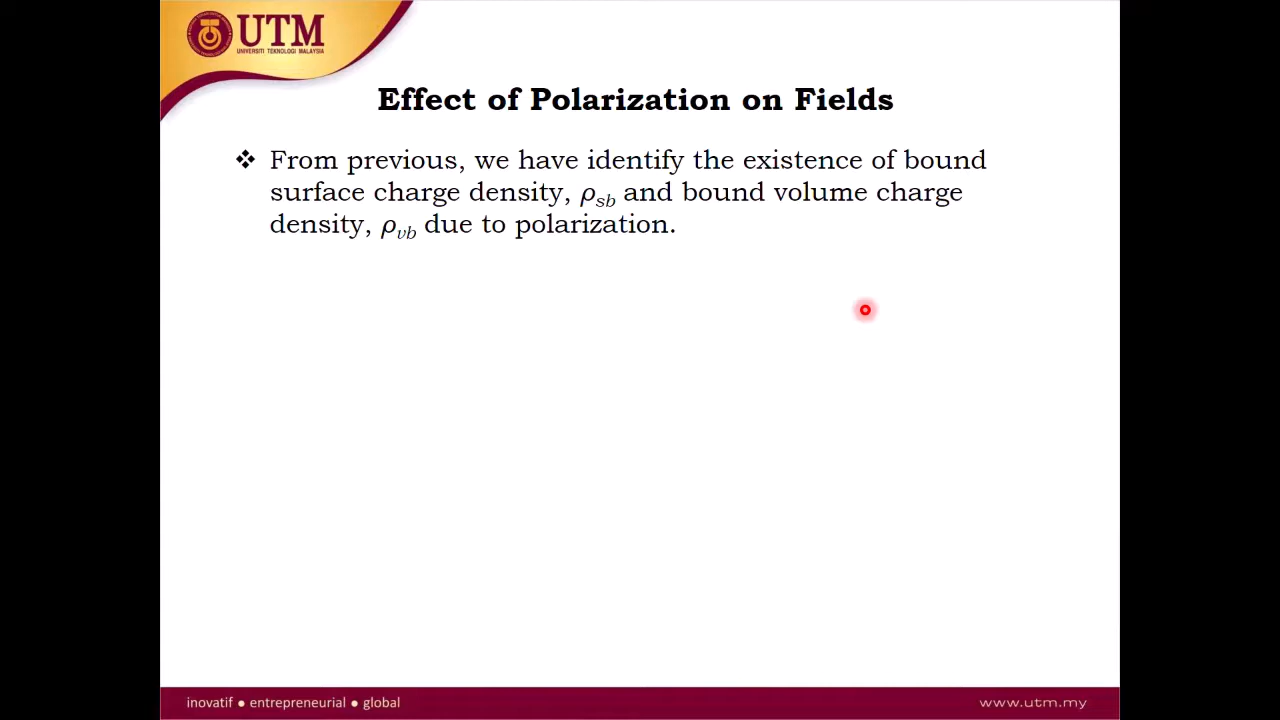 UTM
UNIVERSITI TEKNOLOGI MALAYSIA
Effect of Polarization on Fields
❖ From previous, we have identify the existence of bound
surface charge density, ρsb and bound volume charge
density, ρvb due to polarization.
inovatif ● entrepreneurial ● global
www.utm.my